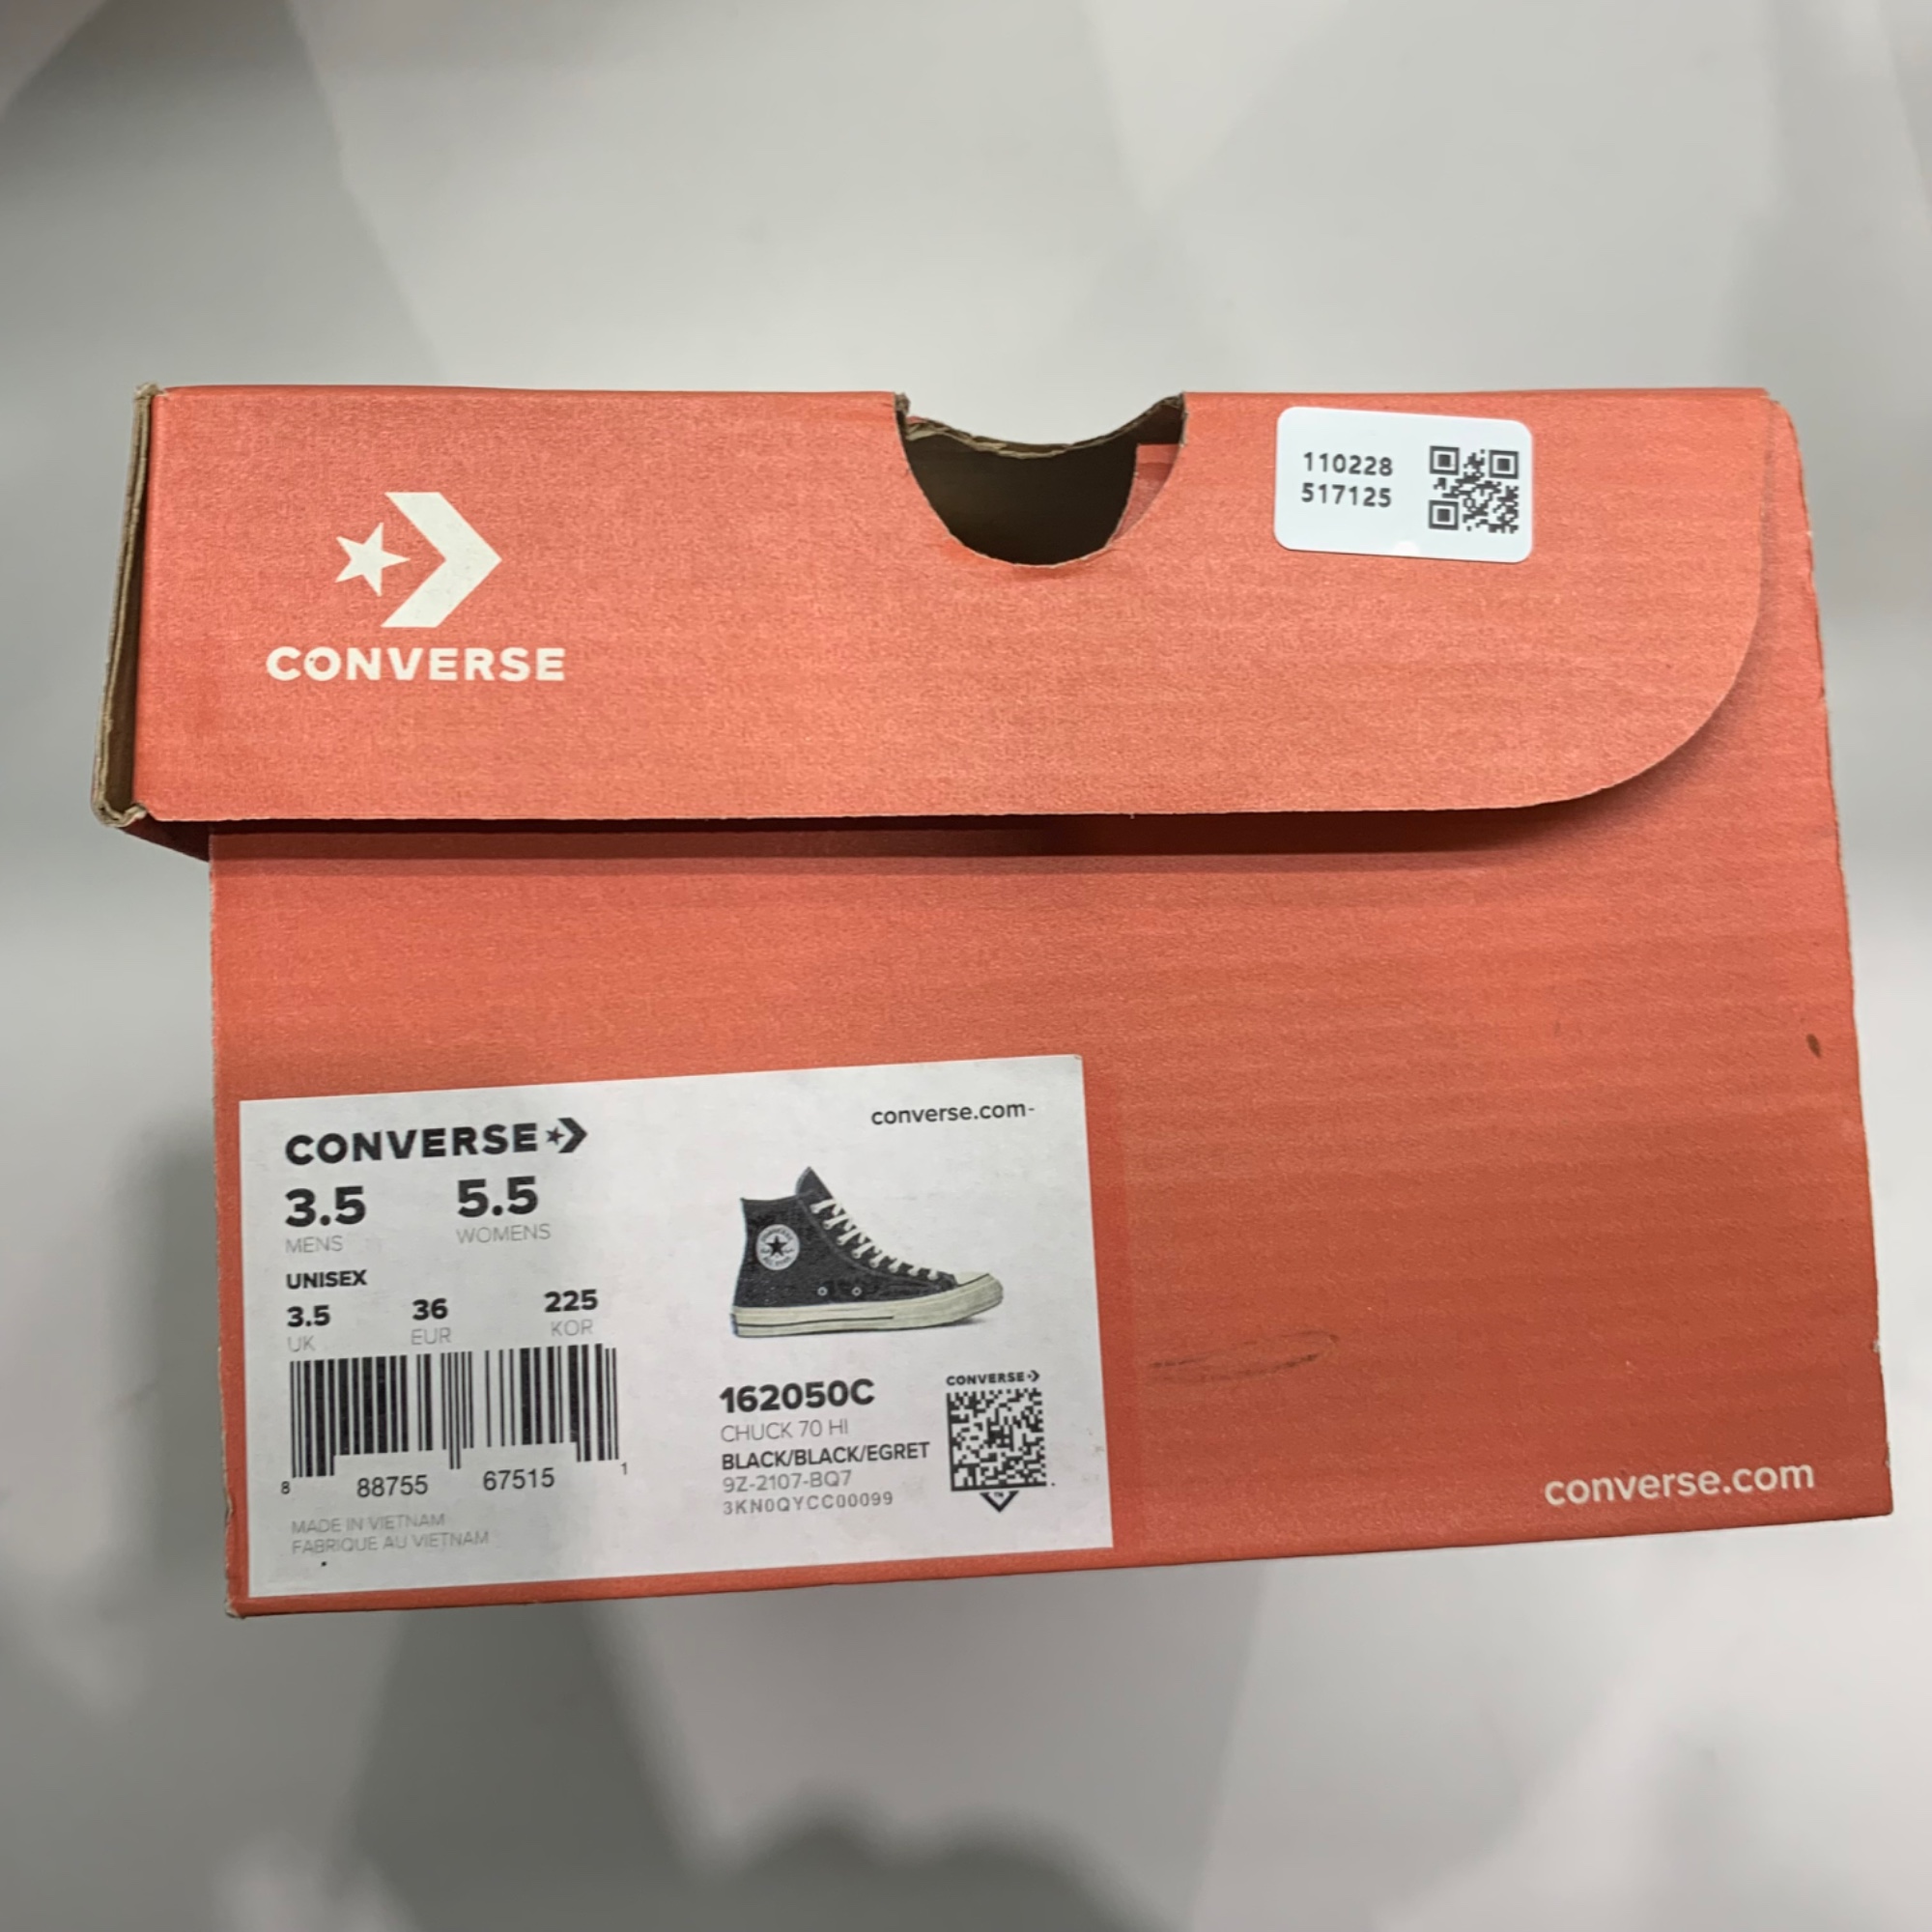 110228
517125
CONVERSE
CONVERSE
converse.com
3.5 5.5
MENS WOMENS
UNISEX
3.5 36 225
UK EUR KOR
8 88755 67515 1
MADE IN VIETNAM
FABRIQUE AU VIETNAM
162050C
CHUCK 70 HI
BLACK/BLACK/EGRET
9Z-2107-BQ7
3KN0QYCC00099
CONVERSE
converse.com